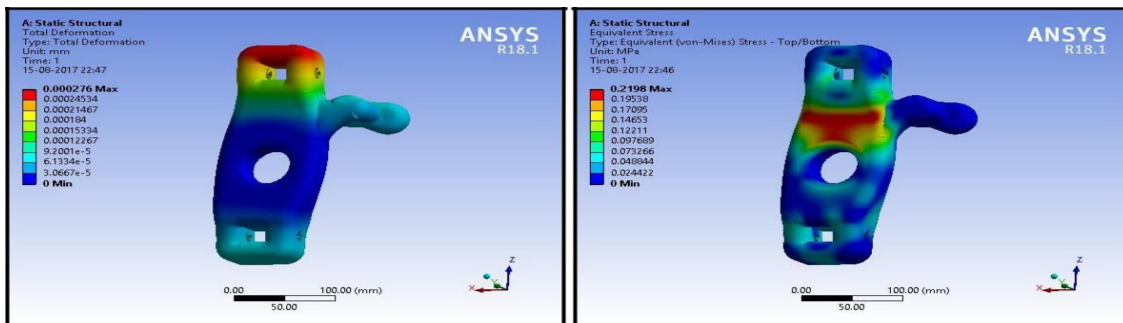 A: Static Structural
Total Deformation
Type: Total Deformation
Unit: mm
Time: 1
15-08-2017 22:47
ANSYS
R18.1
0.000276 Max
0.00024534
0.00021467
0.000184
0.00015334
0.00012267
9.2001e-5
6.1334e-5
3.0667e-5
0 Min
0.00
100.00 (mm)
50.00
Z
Y
X
A: Static Structural
Equivalent Stress
Type: Equivalent (von-Mises) Stress - Top/Bottom
Unit: MPa
Time: 1
15-08-2017 22:46
ANSYS
R18.1
0.2198 Max
0.19538
0.17095
0.14653
0.12211
0.097689
0.073266
0.048844
0.024422
0 Min
0.00
100.00 (mm)
50.00
Z
Y
X